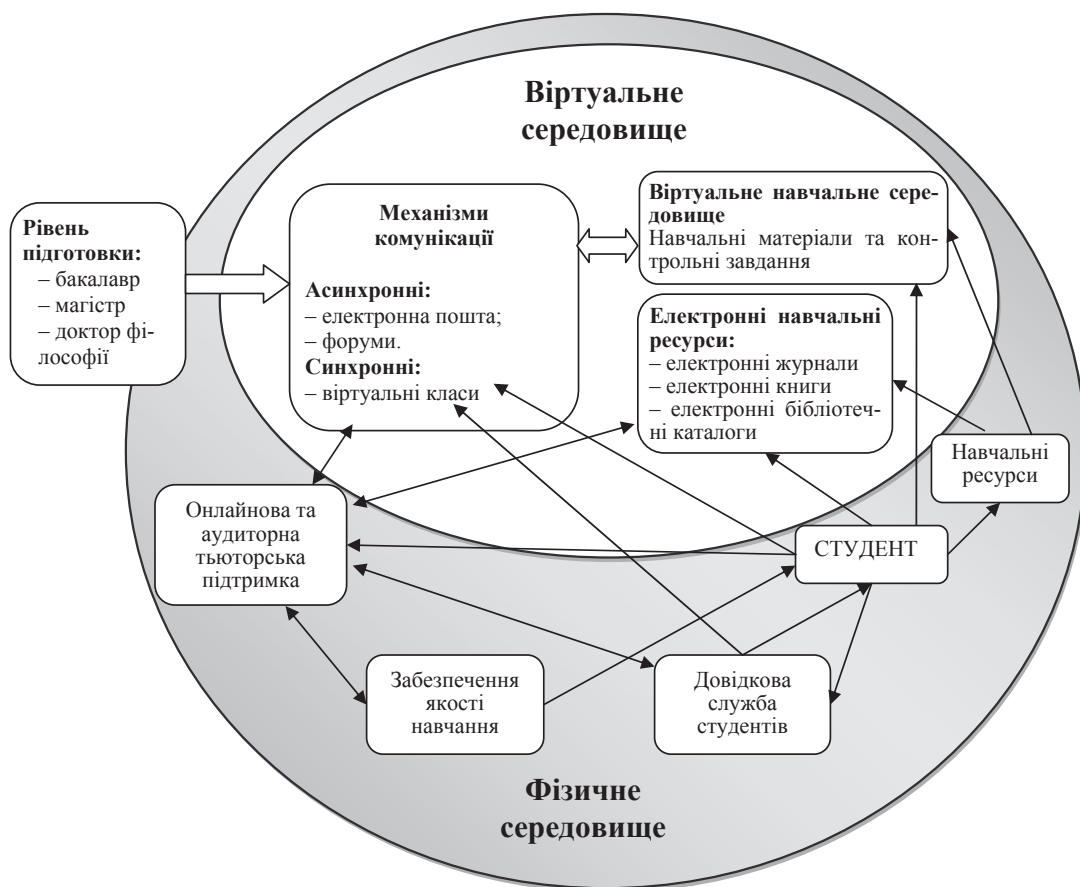 Віртуальне
середовище
Рівень
підготовки:
– бакалавр
– магістр
– доктор фі-
лософії
Механізми
комунікації
Асинхронні:
– електронна пошта;
– форуми.
Синхронні:
– віртуальні класи
Віртуальне навчальне сере-
довище
Навчальні матеріали та кон-
трольні завдання
Електронні навчальні
ресурси:
– електронні журнали
– електронні книги
– електронні бібліотеч-
ні каталоги
Навчальні
ресурси
Онлайнова та
аудиторна
тьюторська
підтримка
СТУДЕНТ
Забезпечення
якості
навчання
Довідкова
служба
студентів
Фізичне
середовище